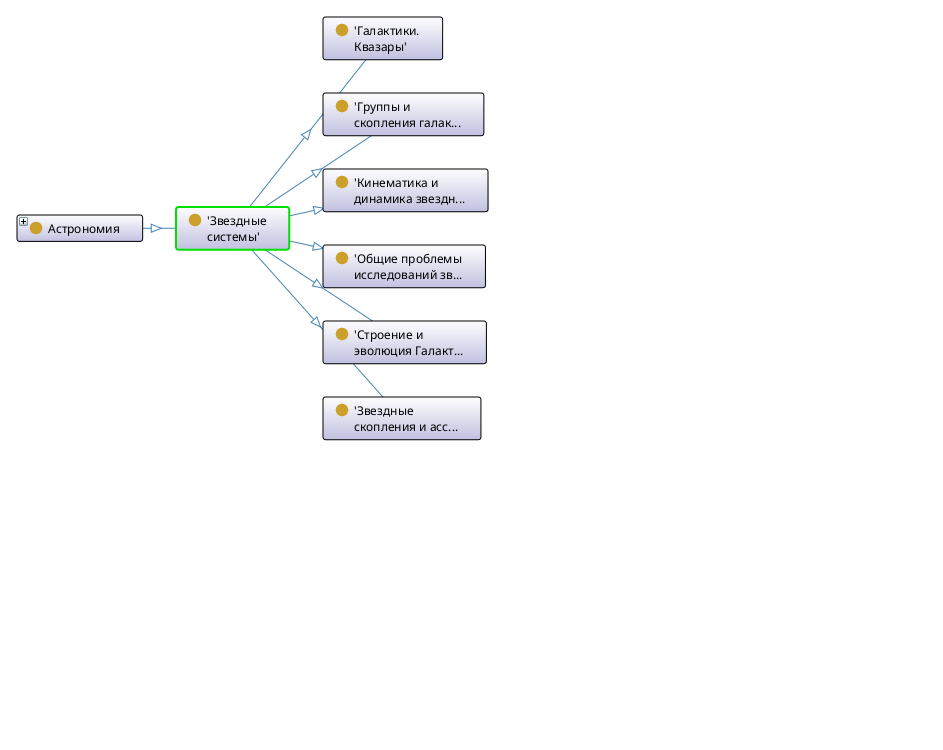 'Галактики.
Квазары'
'Группы и
скопления галак...
'Кинематика и
динамика звездн...
Астрономия
'Звездные
системы'
'Общие проблемы
исследований зв...
'Строение и
эволюция Галакт...
'Звездные
скопления и асс...